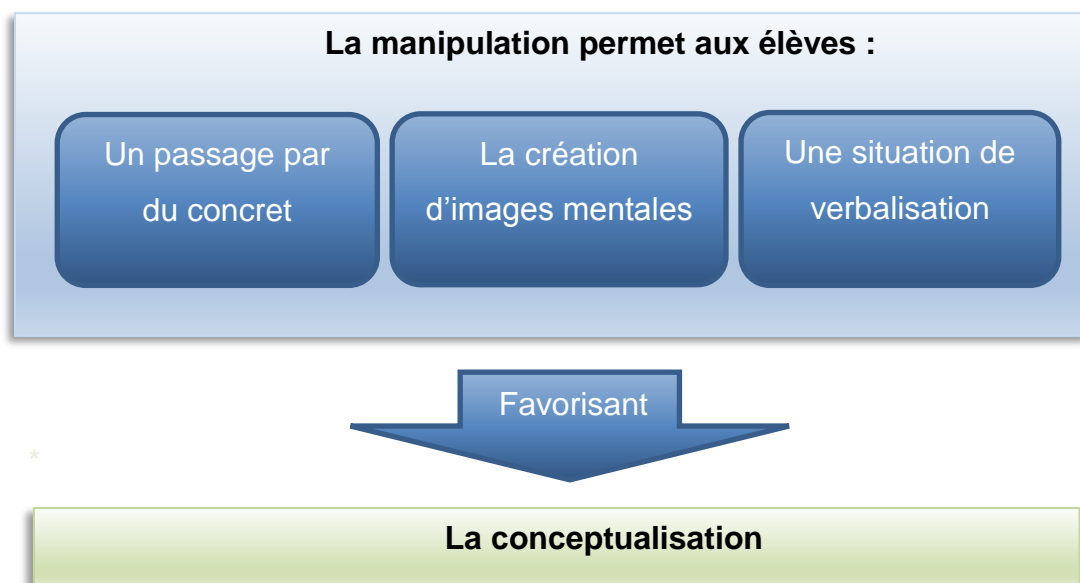 La manipulation permet aux élèves :
Un passage par
du concret
La création
d’images mentales
Une situation de
verbalisation
Favorisant
*
La conceptualisation